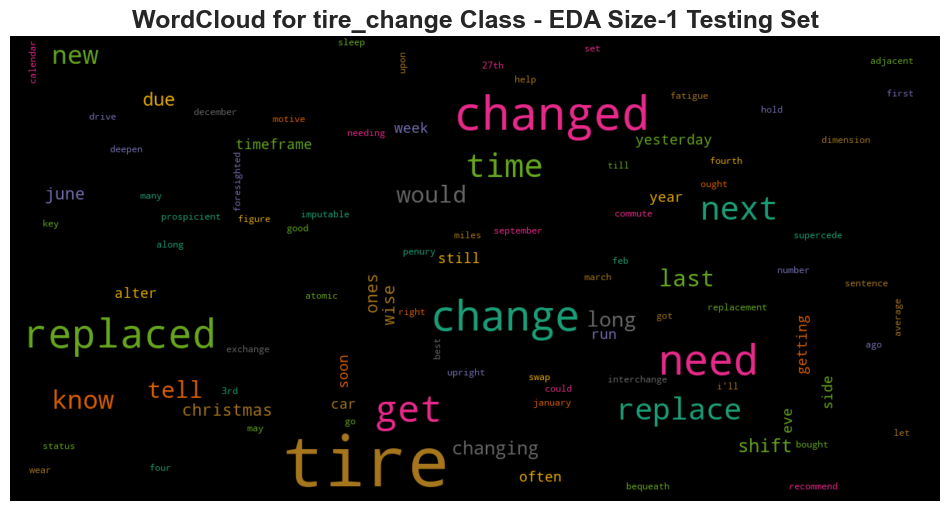 WordCloud for tire_change Class - EDA Size-1 Testing Set
calendar
new
sleep
upon
set
27th
help
adjacent
due
december
drive
motive
changed
fatigue
hold
first
needing
week
deepen
timeframe
yesterday
dimension
time
till
fourth
foresighted
june
many
would
year
ought
next
prospicient
figure
imputable
commute
key
good
september
miles
supercede
along
penury
still
feb
number
last
march
sentence
alter
atomic
ones
wise
right
change
long
run
got
replacement
average
replaced
exchange
best
getting
ago
need
soon
upright
swap
interchange
i'll
could
know
tell
3rd
christmas
car
get
january
replace
side
go
may
eve
let
status
changing
shift
bought
wear
four
tire
often
bequeath
recommend